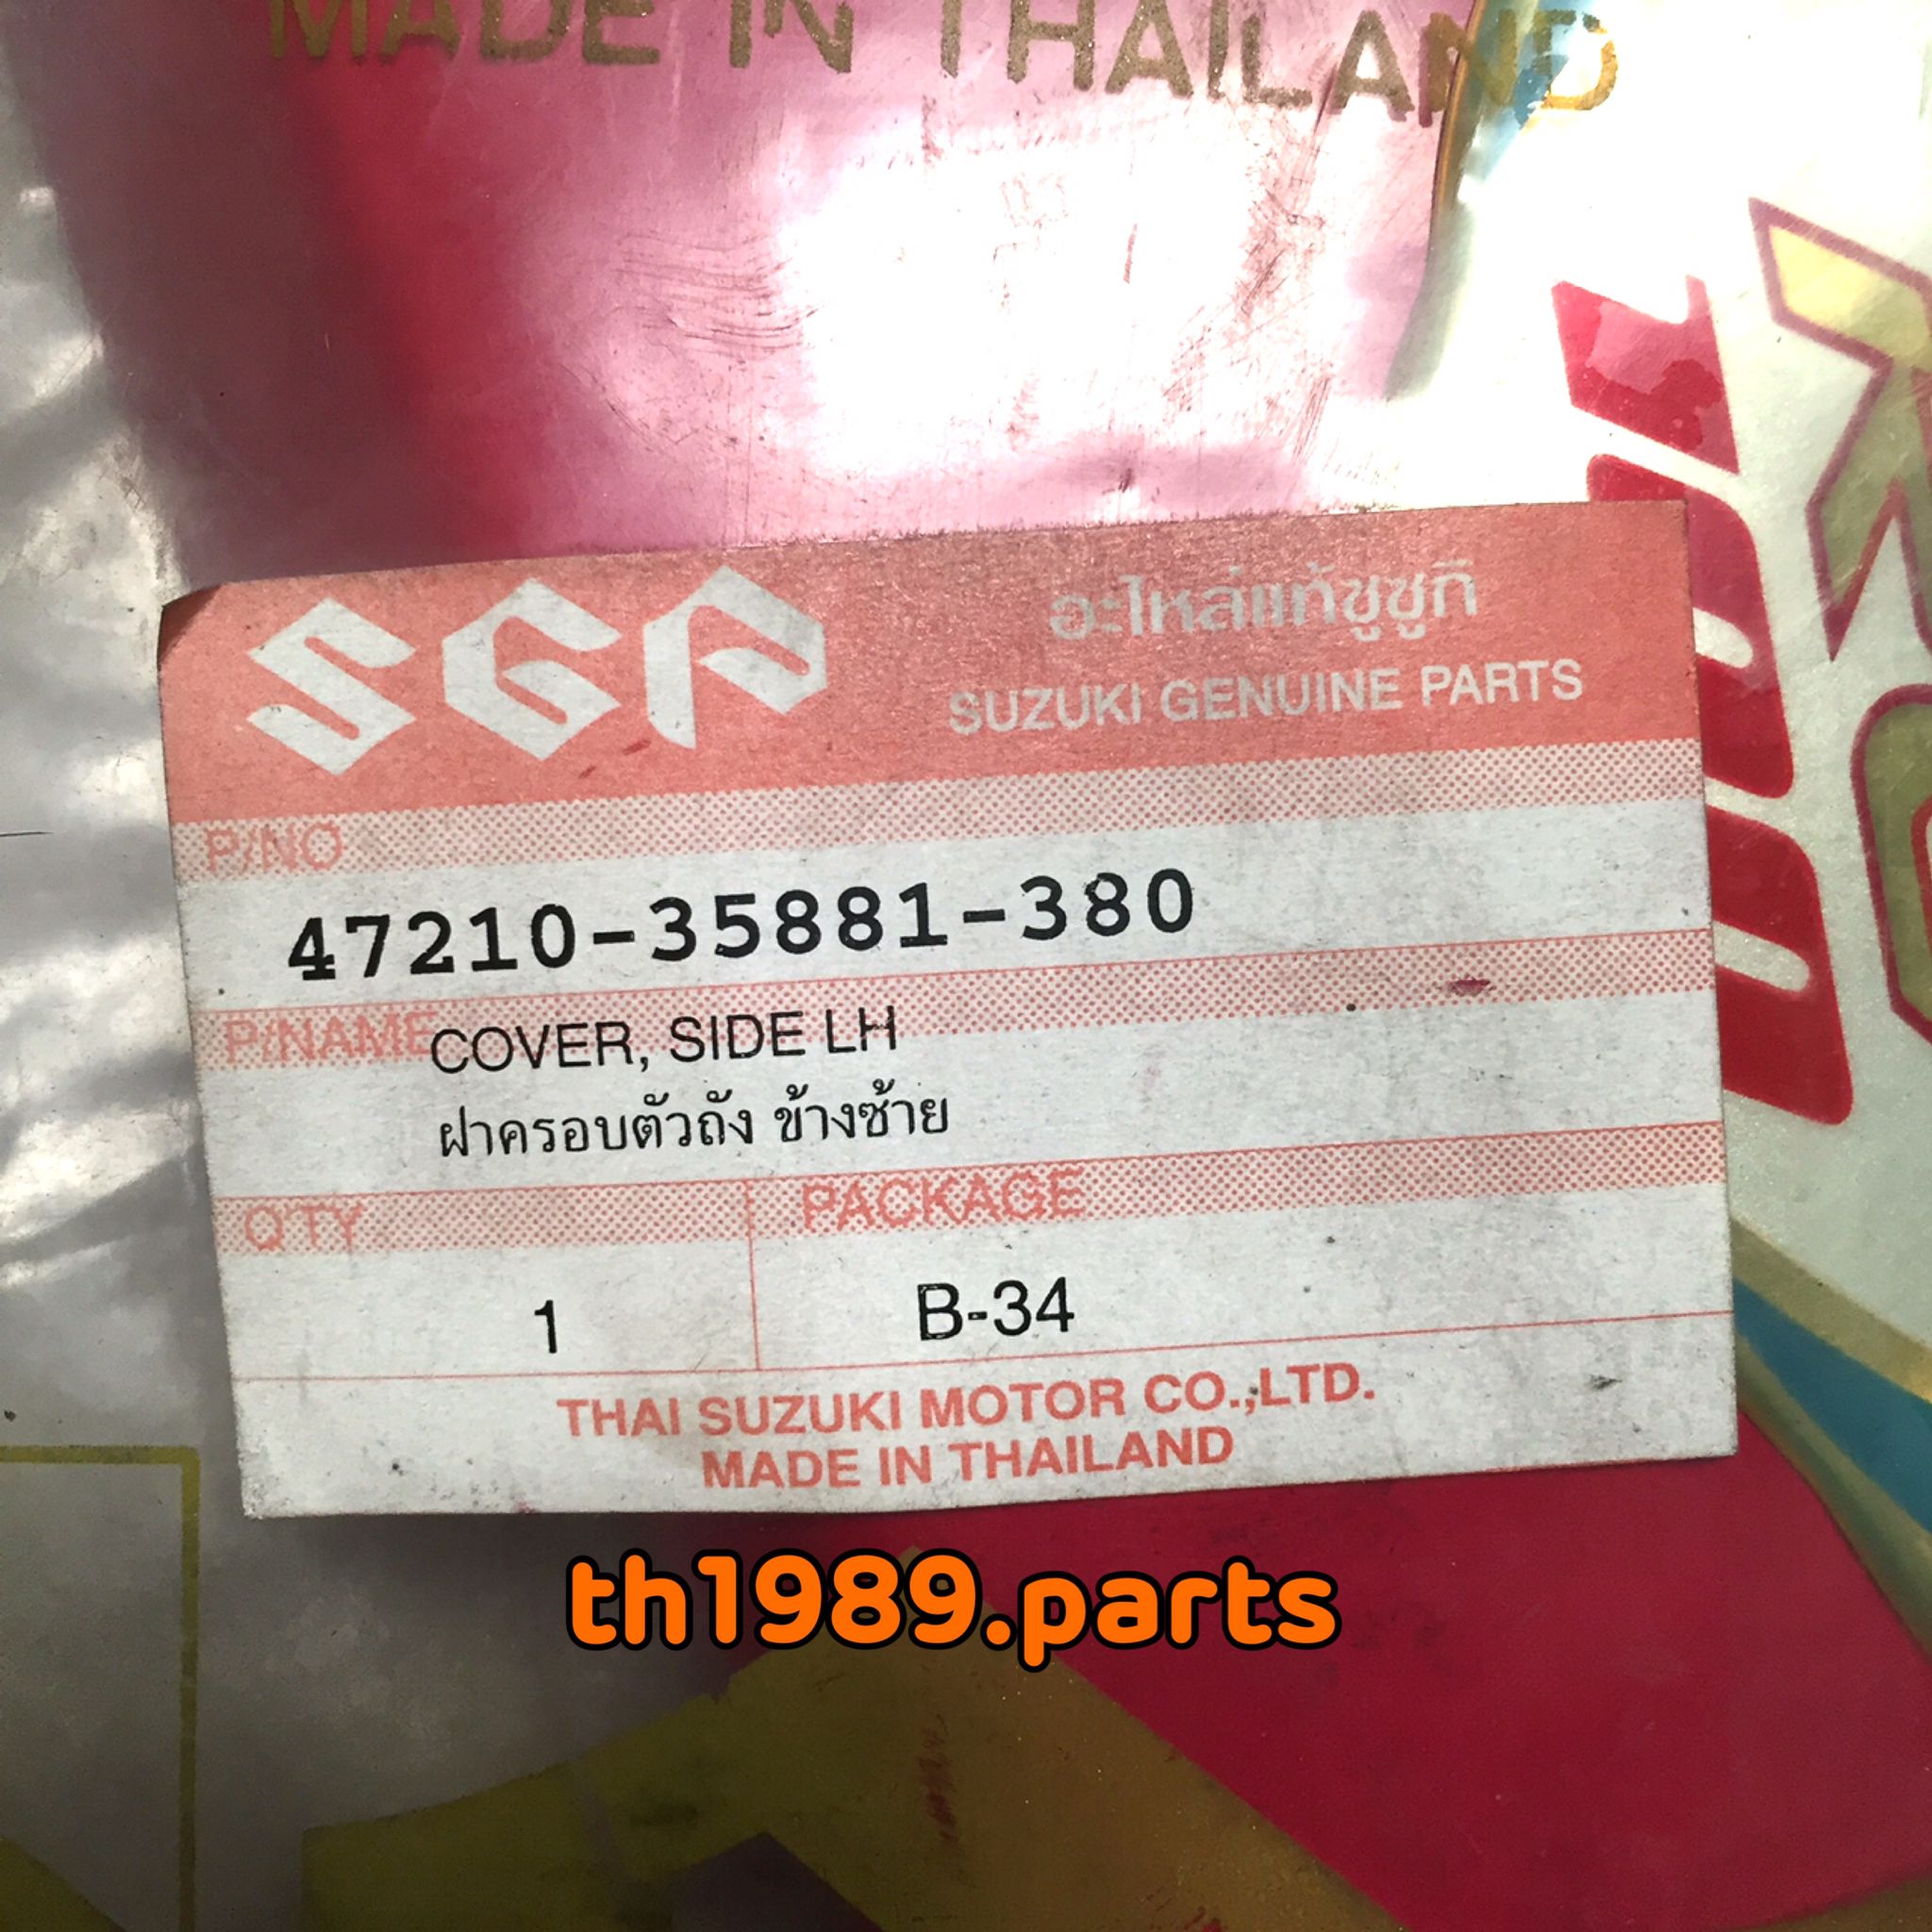 MADE IN THAILAND
SGP
อะไหล่แท้ซูซูกิ
SUZUKI GENUINE PARTS
P/NO
47210-35881-380
P/NAME COVER, SIDE LH
ฝาครอบตัวถัง ข้างซ้าย
Q'TY PACKAGE
1 B-34
THAI SUZUKI MOTOR CO.,LTD.
MADE IN THAILAND
th1989.parts